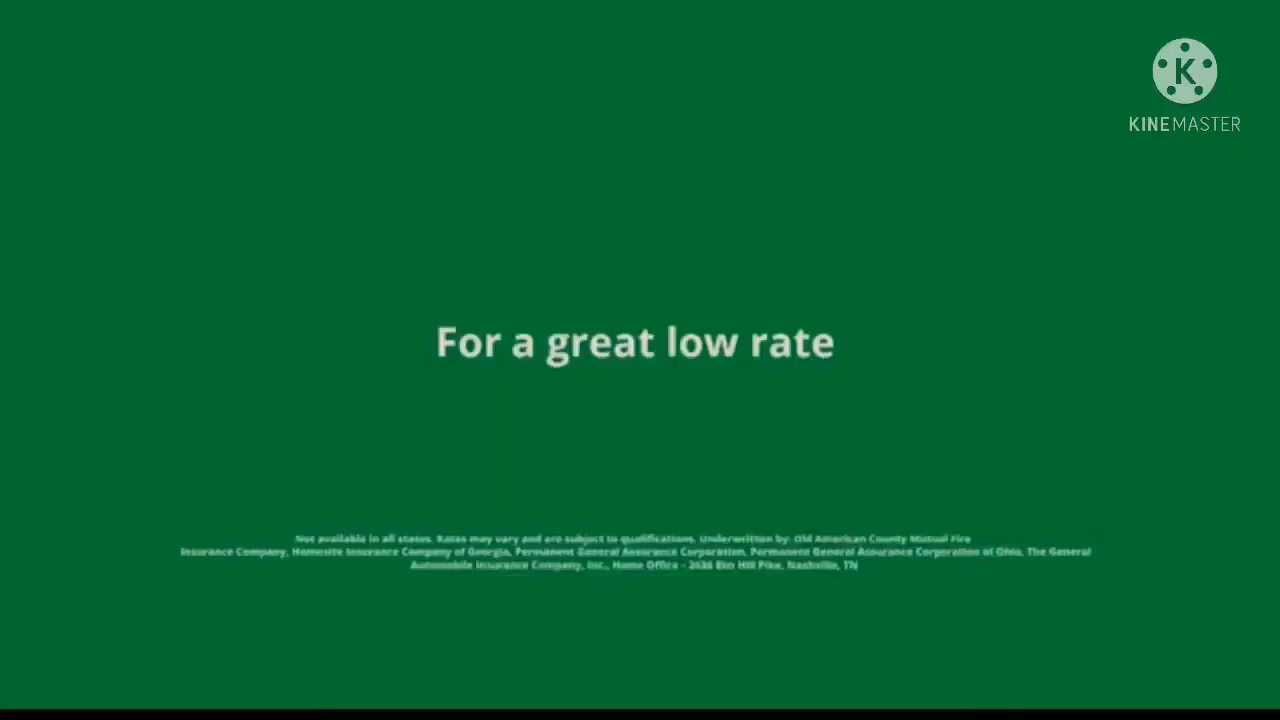 K
KINEMASTER
For a great low rate
Not available in all states. Rates may vary and are subject to qualifications. Underwritten by: Old American County Mutual Fire
Insurance Company, Homesite Insurance Company of Georgia, Permanent General Assurance Corporation, Permanent General Assurance Corporation of Ohio, The General
Automobile Insurance Company, Inc., Home Office - Elm Hill Pike, Nashville, TN